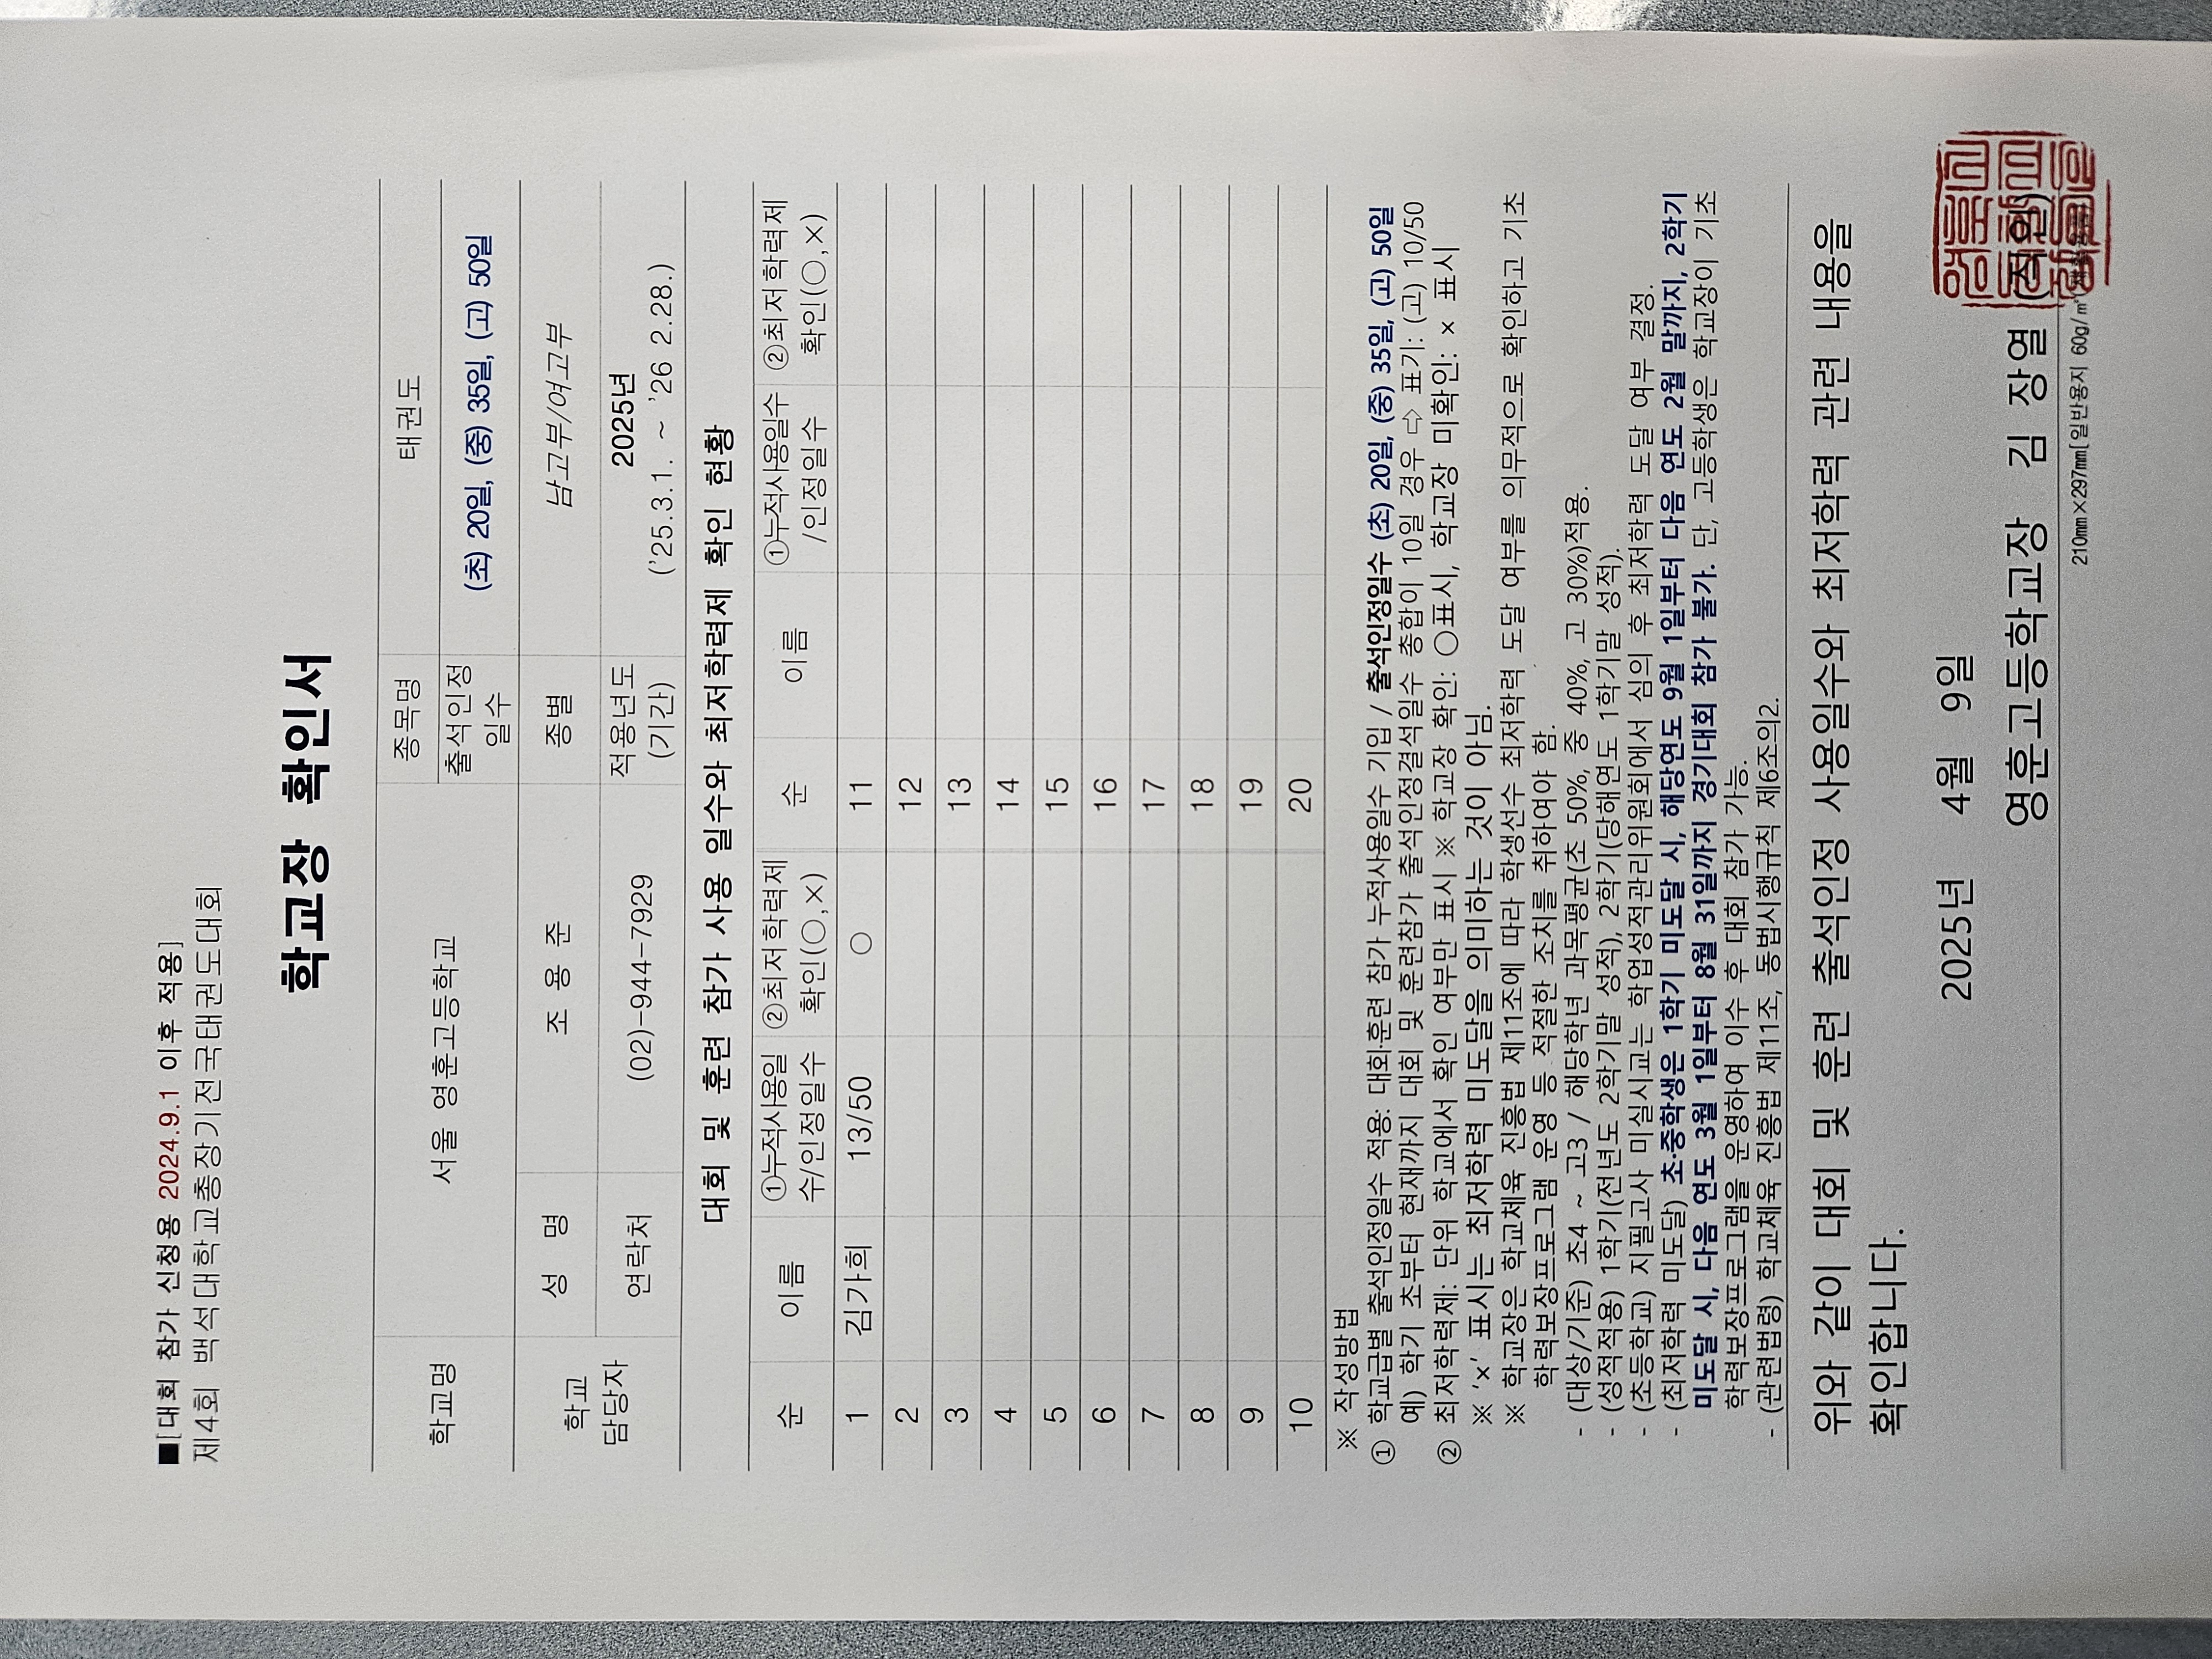 ■[대회 참가 신청용 2024.9.1 이후 적용]
제4회 백석대학교총장기전국태권도대회
학교장 확인서
학교명 서울 영훈고등학교 종목명 태권도
출석인정 일수 (초) 20일, (중) 35일, (고) 50일
학교 담당자 성 명 조 용 준 종별 남고부/여고부
연락처 (02)-944-7929 적용년도 (기간) 2025년
('25.3.1. ~ '26 2.28.)
대회 및 훈련 참가 사용 일수와 최저학력제 확인 현황
순 이름 ①누적사용일수/인정일수 ②최저학력제 확인(○,×) 순 이름 ①누적사용일수/인정일수 ②최저학력제 확인(○,×)
1 김가희 13/50 ○ 11
2 12
3 13
4 14
5 15
6 16
7 17
8 18
9 19
10 20
※ 작성방법
① 학교급별 출석인정일수 적용: 대회·훈련 참가 누적사용일수 기입 / 출석인정일수 (초) 20일, (중) 35일, (고) 50일
예) 학기 초부터 현재까지 대회 및 훈련참가 출석인정결석일수 총합이 10일 경우 ⇨ 표기: (고) 10/50
② 최저학력제: 단위 학교에서 확인 여부만 표시 ※ 학교장 확인: ○표시, 학교장 미확인: × 표시
※ '×' 표시는 최저학력 미도달을 의미하는 것이 아님.
※ 학교장은 학교체육 진흥법 제11조에 따라 학생선수 최저학력 도달 여부를 의무적으로 확인하고 기초
학력보장프로그램 운영 등 적절한 조치를 취하여야 함.
- (대상/기준) 초4 ~ 고3 / 해당학년 과목평균(초 50%, 중 40%, 고 30%)적용.
- (성적적용) 1학기(전년도 2학기말 성적), 2학기(당해연도 1학기말 성적).
- (초등학교) 지필고사 미실시교는 학업성적관리위원회에서 심의 후 최저학력 도달 여부 결정.
- (최저학력 미도달) 초·중학생은 1학기 미도달 시, 해당연도 9월 1일부터 다음 연도 2월 말까지, 2학기
미도달 시, 다음 연도 3월 1일부터 8월 31일까지 경기대회 참가 불가. 단, 고등학생은 학교장이 기초
학력보장프로그램을 운영하여 이수 후 대회 참가 가능.
- (관련법령) 학교체육 진흥법 제11조, 동법시행규칙 제6조의2.
위와 같이 대회 및 훈련 출석인정 사용일수와 최저학력 관련 내용을
확인합니다.
2025년 4월 9일
영훈고등학교장 김 장열 (직인)
210㎜×297㎜[일반용지 60g/㎡